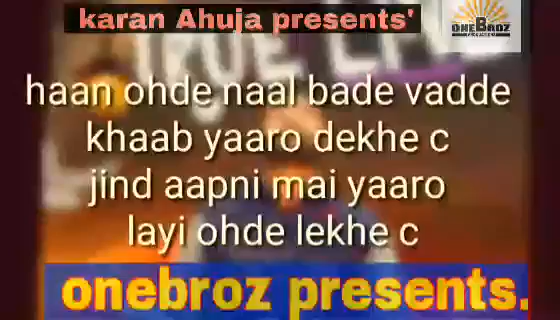 karan Ahuja presents'
ONEBROZ
haan ohde naal bade vadde
khaab yaaro dekhe c
jind aapni mai yaaro
layi ohde lekhe c
onebroz presents.